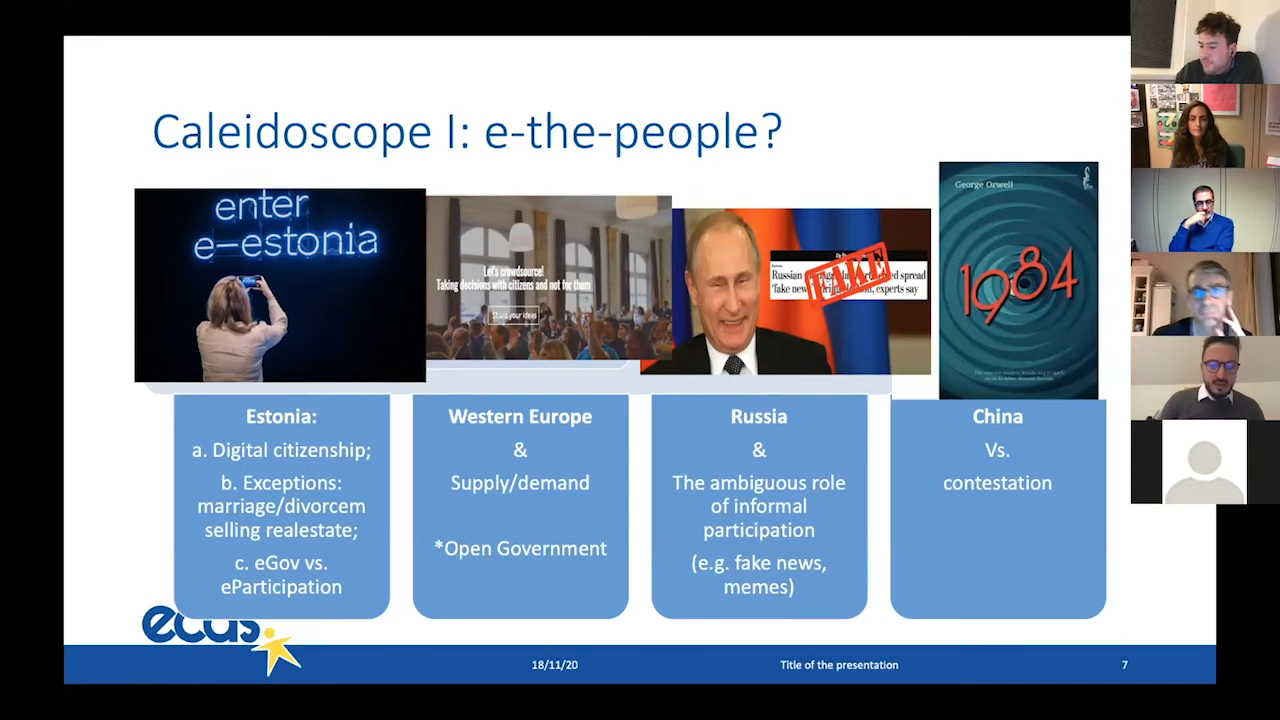 Caleidoscope I: e-the-people?
enter
e-estonia
Let's crowdsource!
Taking decisions with citizens and not for them
Share your ideas
Russian
ed spread
'fake new
n, experts say
FAKE
George Orwell
1984
Estonia:
a. Digital citizenship;
b. Exceptions:
marriage/divorcem
selling realestate;
c. eGov vs.
eParticipation
Western Europe
&
Supply/demand
*Open Government
Russia
&
The ambiguous role
of informal
participation
(e.g. fake news,
memes)
China
Vs.
contestation
ecas
18/11/20
Title of the presentation
7